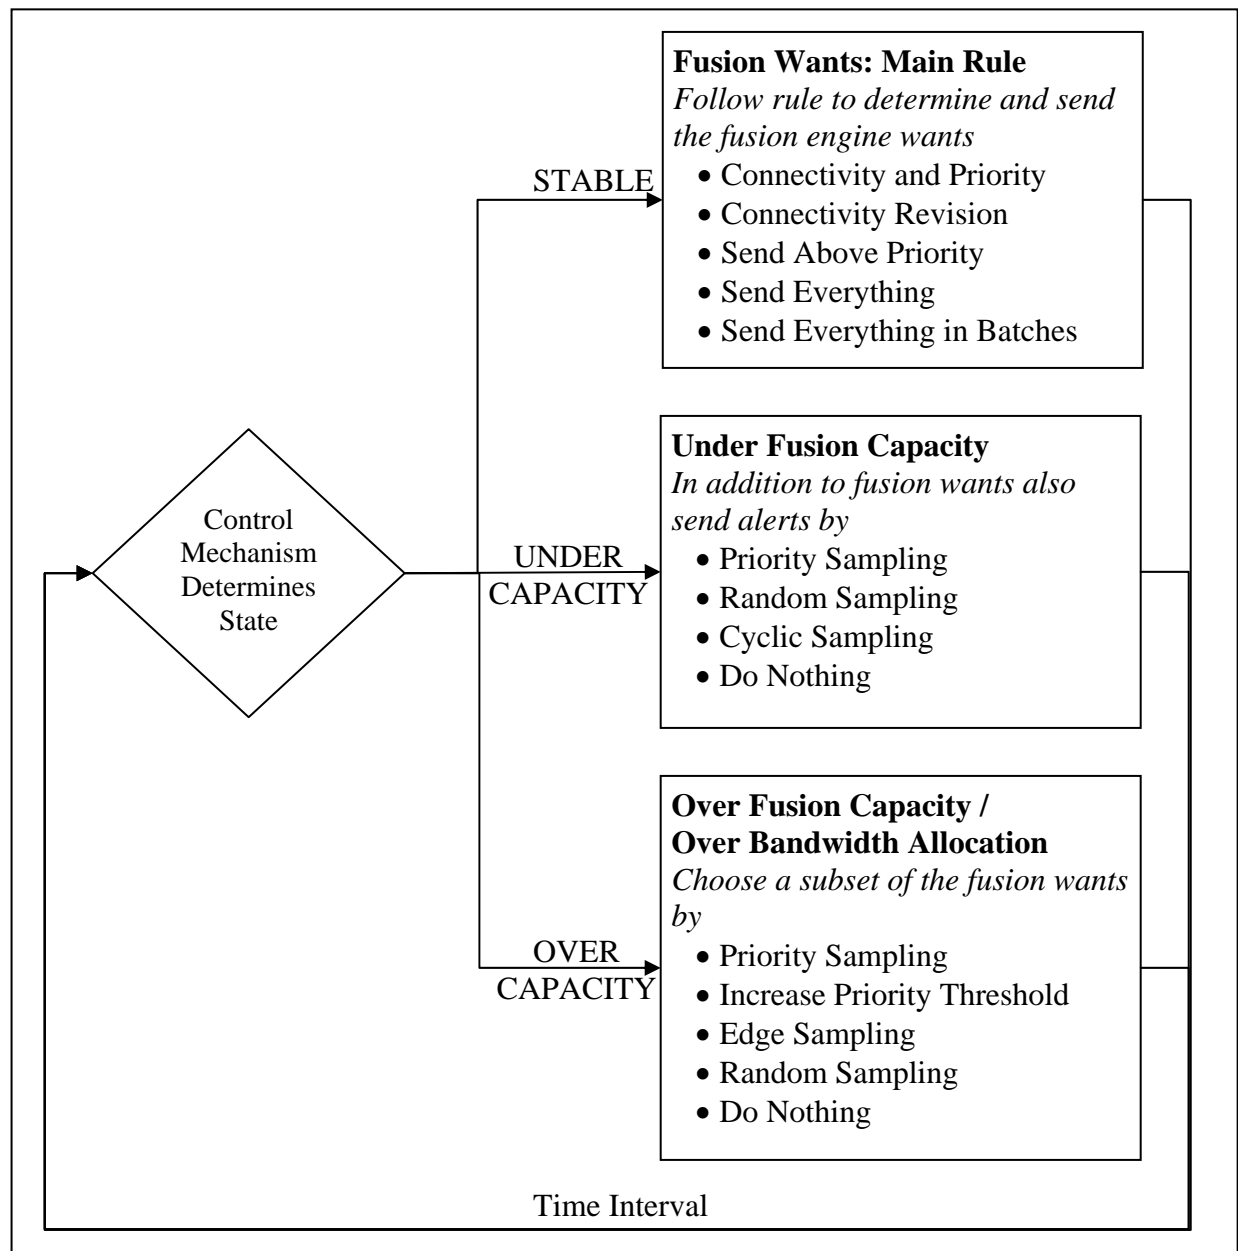 Fusion Wants: Main Rule
Follow rule to determine and send
the fusion engine wants
• Connectivity and Priority
• Connectivity Revision
• Send Above Priority
• Send Everything
• Send Everything in Batches
STABLE
Under Fusion Capacity
In addition to fusion wants also
send alerts by
• Priority Sampling
• Random Sampling
• Cyclic Sampling
• Do Nothing
UNDER
CAPACITY
Control
Mechanism
Determines
State
Over Fusion Capacity /
Over Bandwidth Allocation
Choose a subset of the fusion wants
by
• Priority Sampling
• Increase Priority Threshold
• Edge Sampling
• Random Sampling
• Do Nothing
OVER
CAPACITY
Time Interval